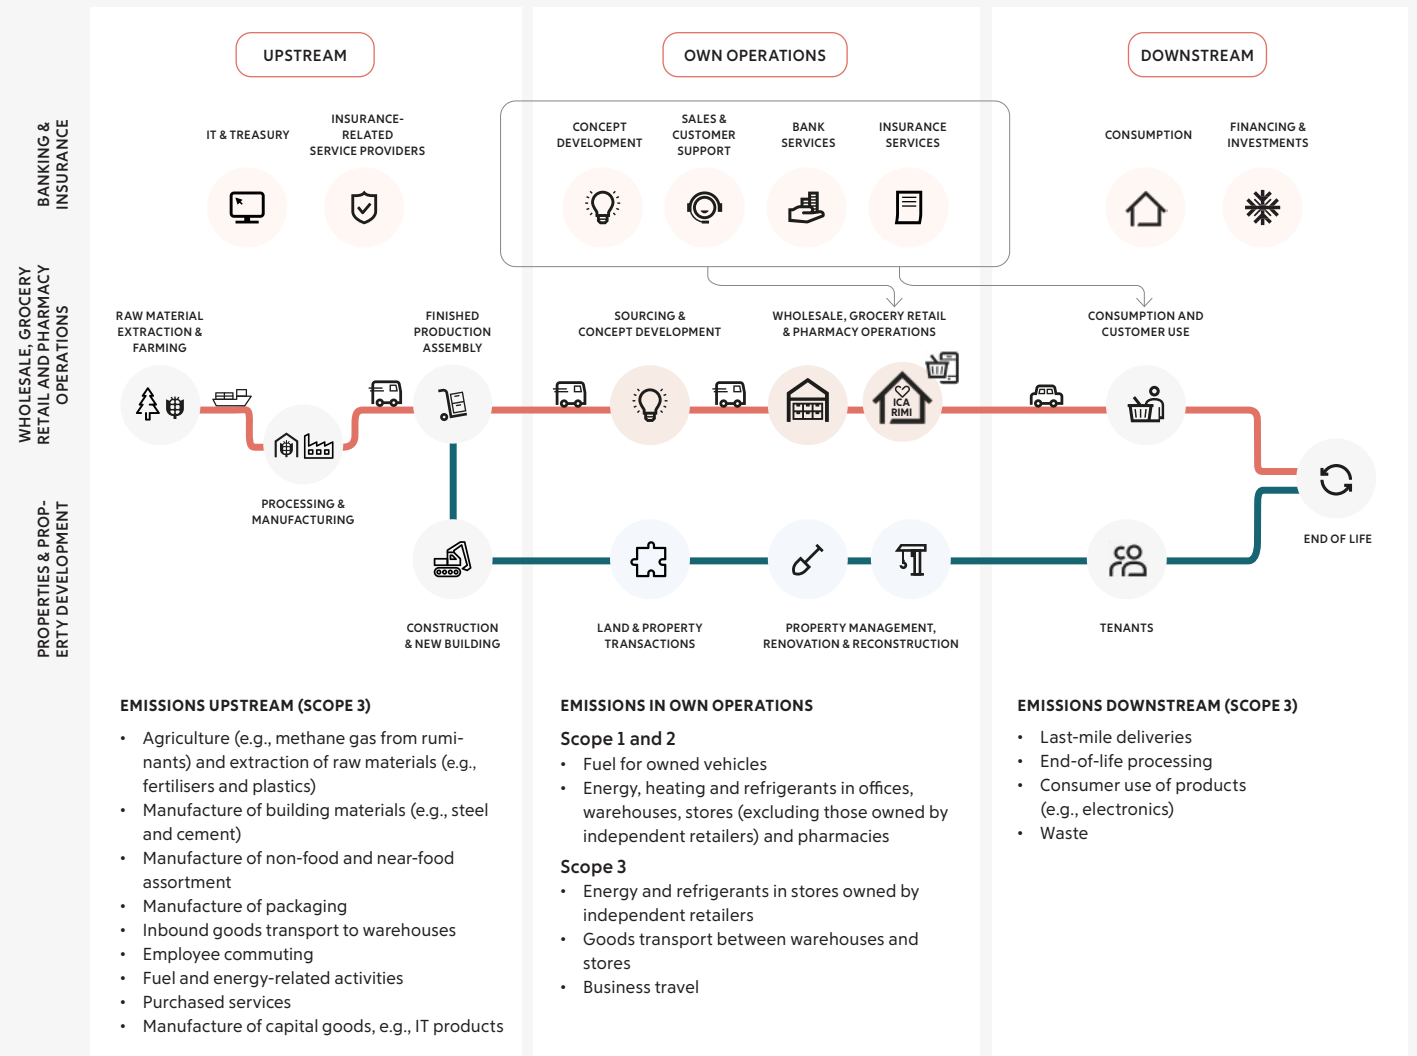 UPSTREAM
OWN OPERATIONS
DOWNSTREAM
BANKING &
INSURANCE
IT & TREASURY
INSURANCE-
RELATED
SERVICE PROVIDERS
CONCEPT
DEVELOPMENT
SALES &
CUSTOMER
SUPPORT
BANK
SERVICES
INSURANCE
SERVICES
CONSUMPTION
FINANCING &
INVESTMENTS
WHOLESALE, GROCERY
RETAIL AND PHARMACY
OPERATIONS
RAW MATERIAL
EXTRACTION &
FARMING
PROCESSING &
MANUFACTURING
FINISHED
PRODUCTION
ASSEMBLY
SOURCING &
CONCEPT DEVELOPMENT
WHOLESALE, GROCERY RETAIL
& PHARMACY OPERATIONS
ICA
RIMI
CONSUMPTION AND
CUSTOMER USE
END OF LIFE
PROPERTIES & PROP-
ERTY DEVELOPMENT
CONSTRUCTION
& NEW BUILDING
LAND & PROPERTY
TRANSACTIONS
PROPERTY MANAGEMENT,
RENOVATION & RECONSTRUCTION
TENANTS
EMISSIONS UPSTREAM (SCOPE 3)
• Agriculture (e.g., methane gas from rumi-
nants) and extraction of raw materials (e.g.,
fertilisers and plastics)
• Manufacture of building materials (e.g., steel
and cement)
• Manufacture of non-food and near-food
assortment
• Manufacture of packaging
• Inbound goods transport to warehouses
• Employee commuting
• Fuel and energy-related activities
• Purchased services
• Manufacture of capital goods, e.g., IT products
EMISSIONS IN OWN OPERATIONS
Scope 1 and 2
• Fuel for owned vehicles
• Energy, heating and refrigerants in offices,
warehouses, stores (excluding those owned by
independent retailers) and pharmacies
Scope 3
• Energy and refrigerants in stores owned by
independent retailers
• Goods transport between warehouses and
stores
• Business travel
EMISSIONS DOWNSTREAM (SCOPE 3)
• Last-mile deliveries
• End-of-life processing
• Consumer use of products
(e.g., electronics)
• Waste